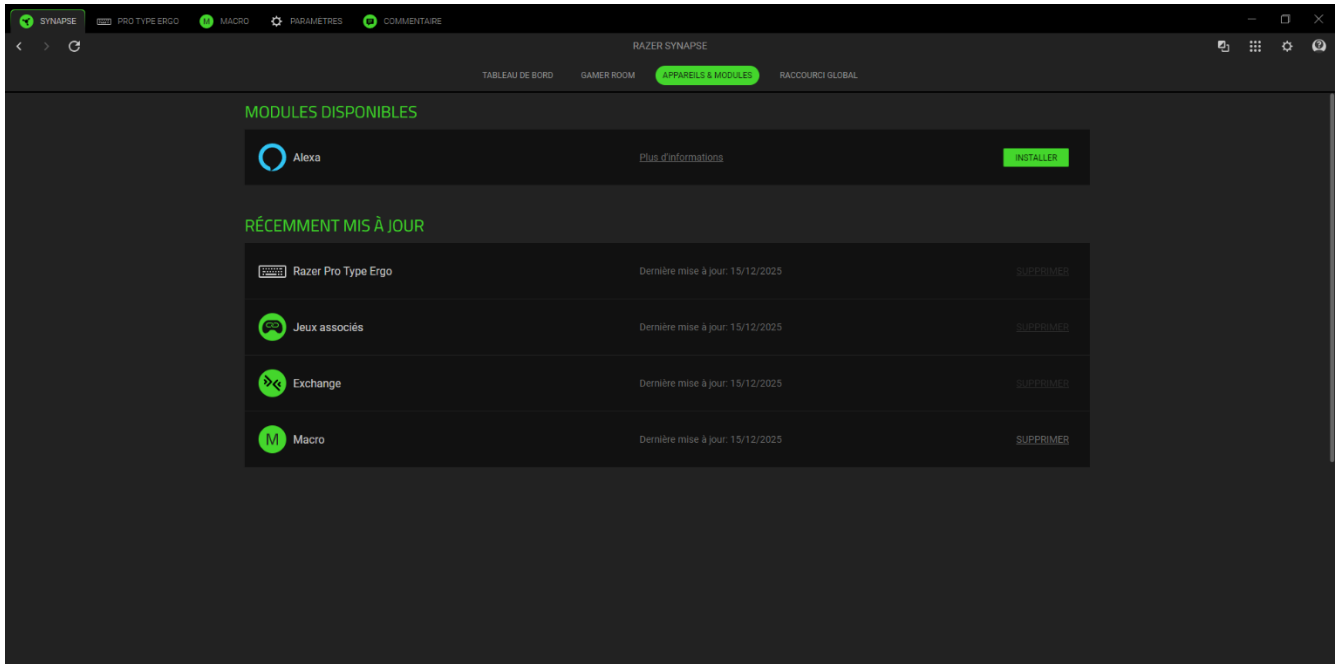 SYNAPSE PRO TYPE ERGO M MACRO PARAMÈTRES COMMENTAIRE
RAZER SYNAPSE
TABLEAU DE BORD GAMER ROOM APPAREILS & MODULES RACCOURCI GLOBAL
MODULES DISPONIBLES
Alexa Plus d'informations INSTALLER
RÉCEMMENT MIS À JOUR
Razer Pro Type Ergo Dernière mise à jour: 15/12/2025 SUPPRIMER
Jeux associés Dernière mise à jour: 15/12/2025 SUPPRIMER
Exchange Dernière mise à jour: 15/12/2025 SUPPRIMER
M Macro Dernière mise à jour: 15/12/2025 SUPPRIMER